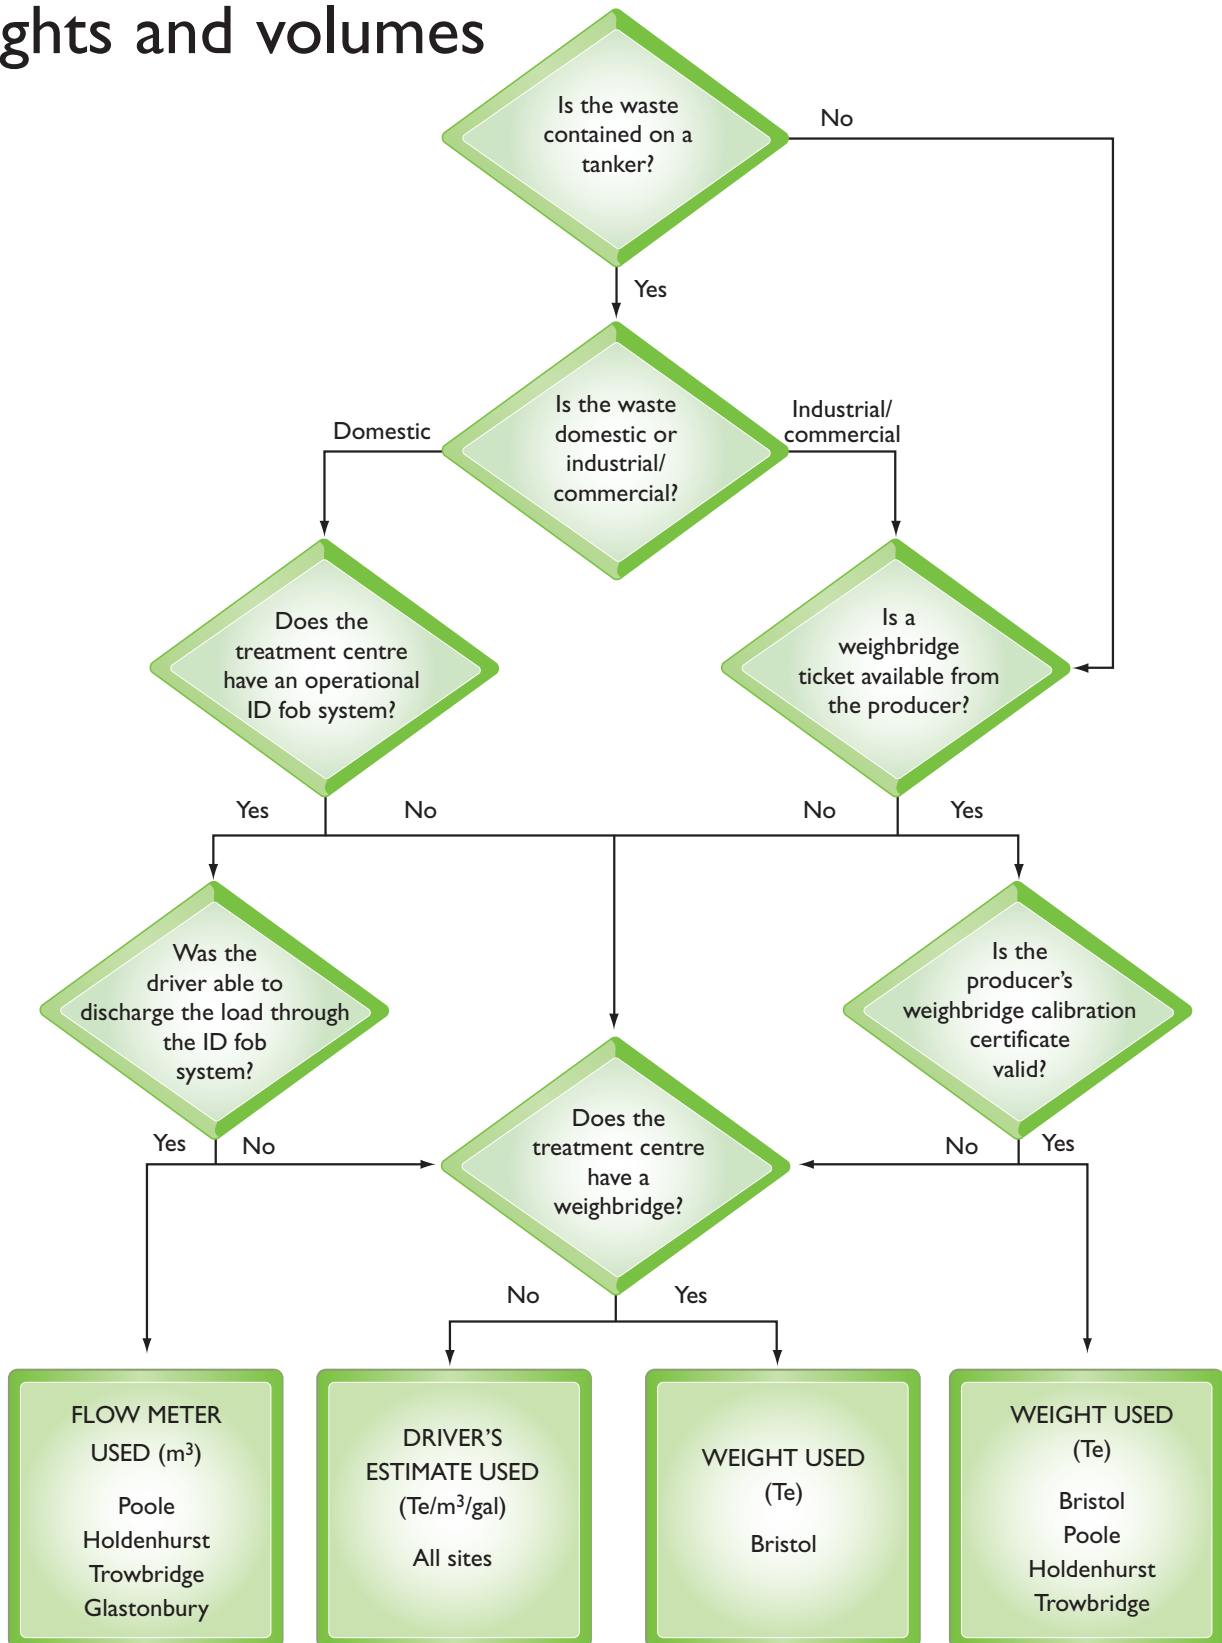 ghts and volumes
Is the waste
contained on a
tanker?
No
Yes
Is the waste
domestic or
industrial/
commercial?
Domestic
Industrial/
commercial
Does the
treatment centre
have an operational
ID fob system?
Is a
weighbridge
ticket available from
the producer?
Yes
No
No
Yes
Was the
driver able to
discharge the load through
the ID fob
system?
Is the
producer's
weighbridge calibration
certificate
valid?
Does the
treatment centre
have a
weighbridge?
Yes
No
No
Yes
No
Yes
FLOW METER
USED (m³)
Poole
Holdenhurst
Trowbridge
Glastonbury
DRIVER'S
ESTIMATE USED
(Te/m³/gal)
All sites
WEIGHT USED
(Te)
Bristol
WEIGHT USED
(Te)
Bristol
Poole
Holdenhurst
Trowbridge